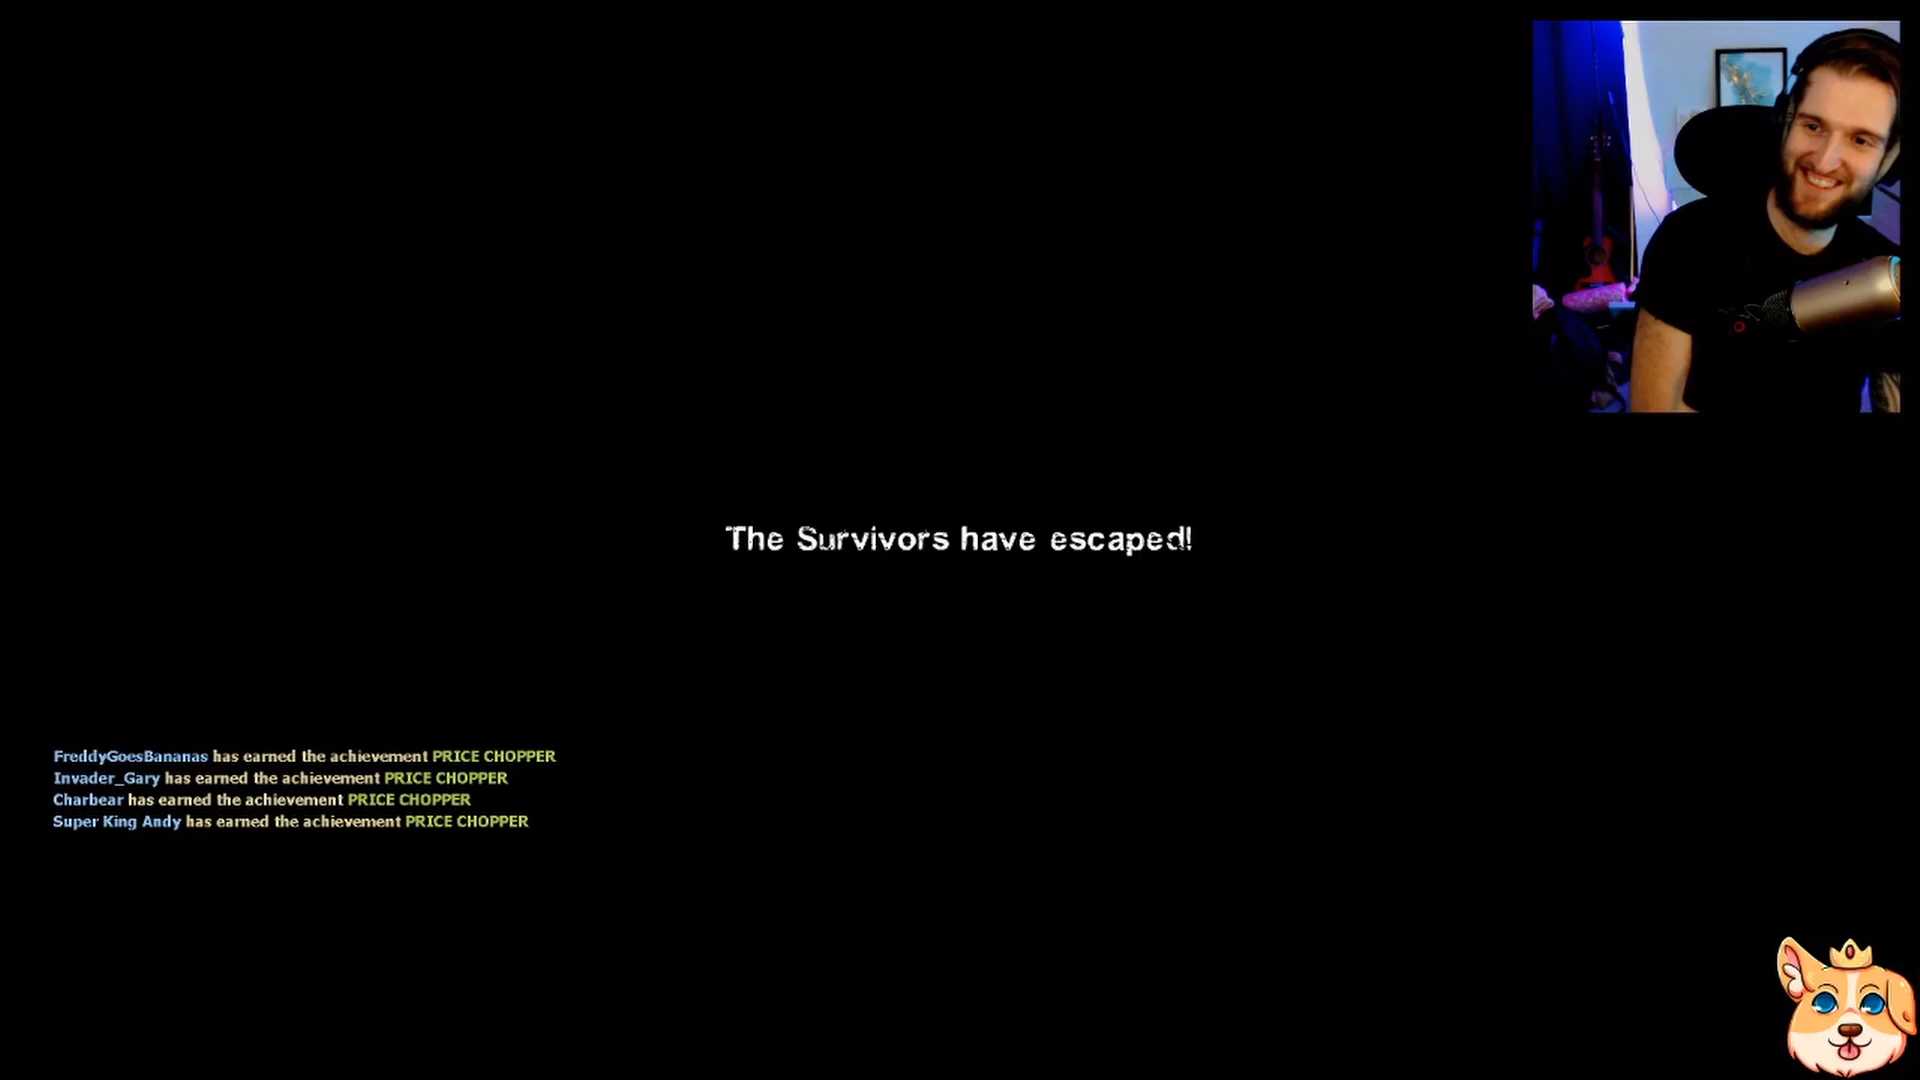 The Survivors have escaped!
FreddyGoesBananas has earned the achievement PRICE CHOPPER
Invader_Gary has earned the achievement PRICE CHOPPER
Charbear has earned the achievement PRICE CHOPPER
Super King Andy has earned the achievement PRICE CHOPPER